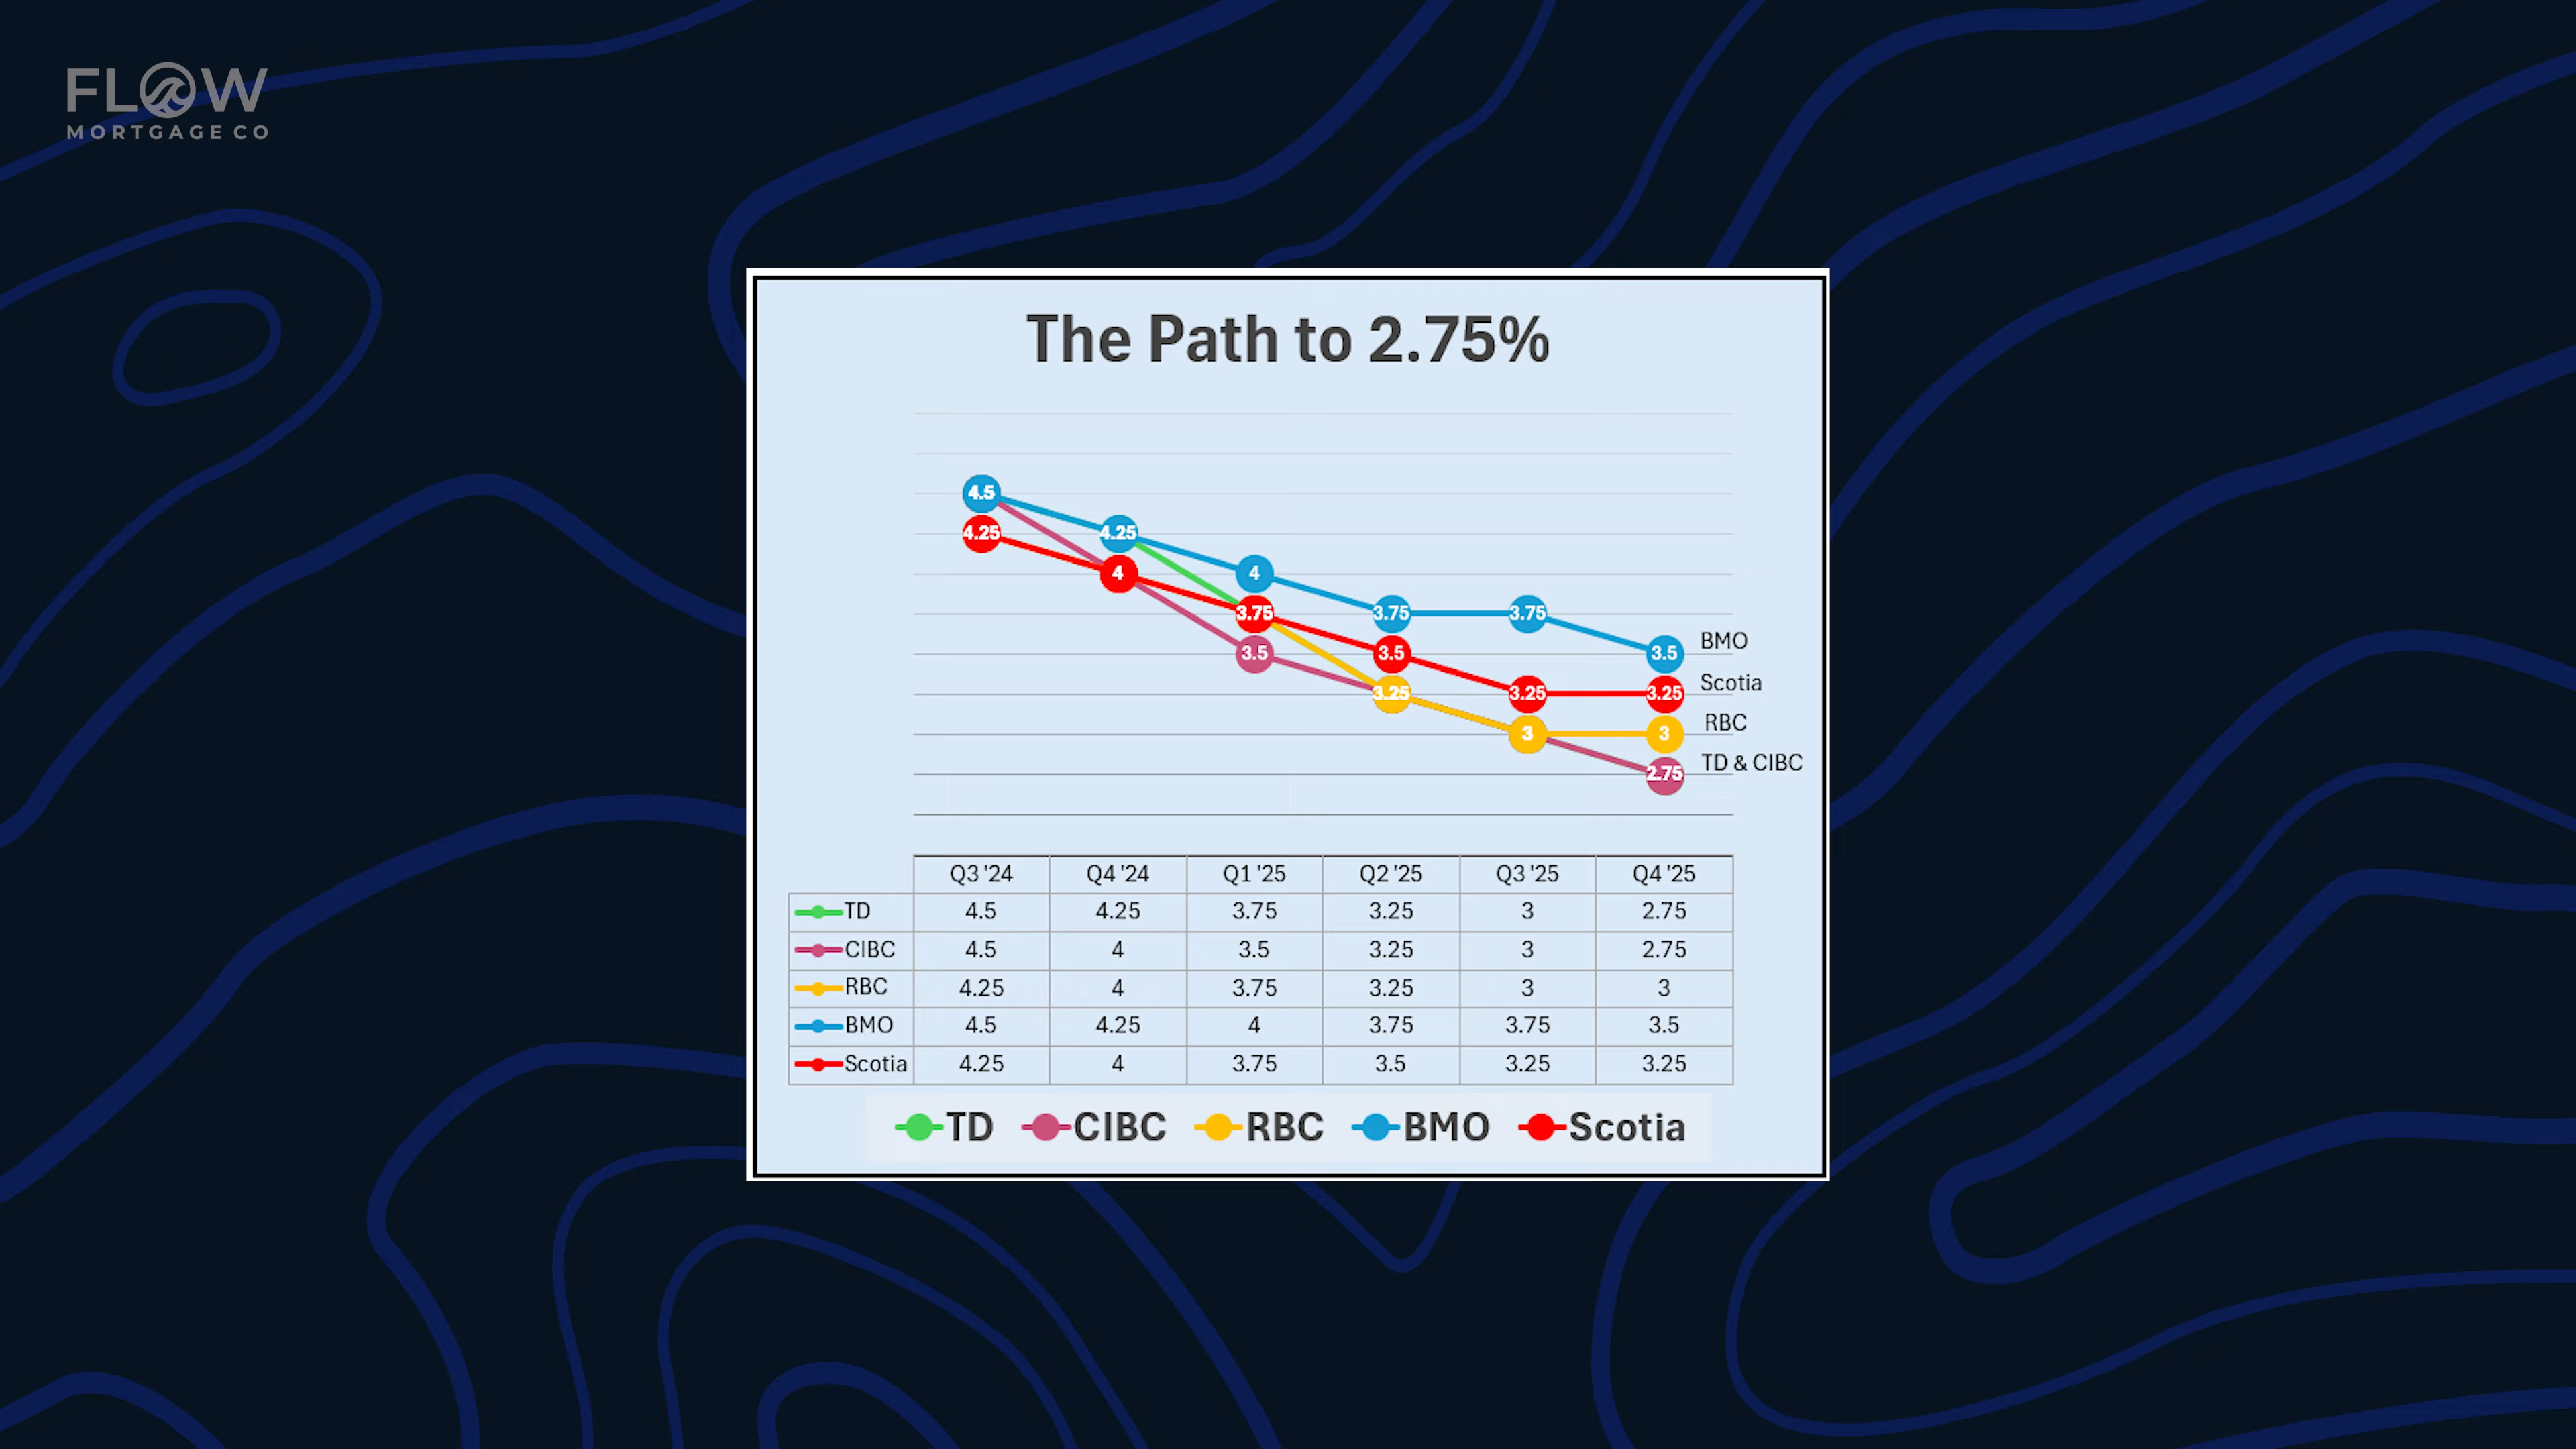 FLOW
MORTGAGE CO
The Path to 2.75%
4.5
4.25
4.25
4
4
3.75
3.5
3.75
3.5
3.25
3.75
3.25
3
3.5
3.25
3
2.75
BMO
Scotia
RBC
TD & CIBC
Q3 '24 Q4 '24 Q1 '25 Q2 '25 Q3 '25 Q4 '25
TD 4.5 4.25 3.75 3.25 3 2.75
CIBC 4.5 4 3.5 3.25 3 2.75
RBC 4.25 4 3.75 3.25 3 3
BMO 4.5 4.25 4 3.75 3.75 3.5
Scotia 4.25 4 3.75 3.5 3.25 3.25
TD CIBC RBC BMO Scotia